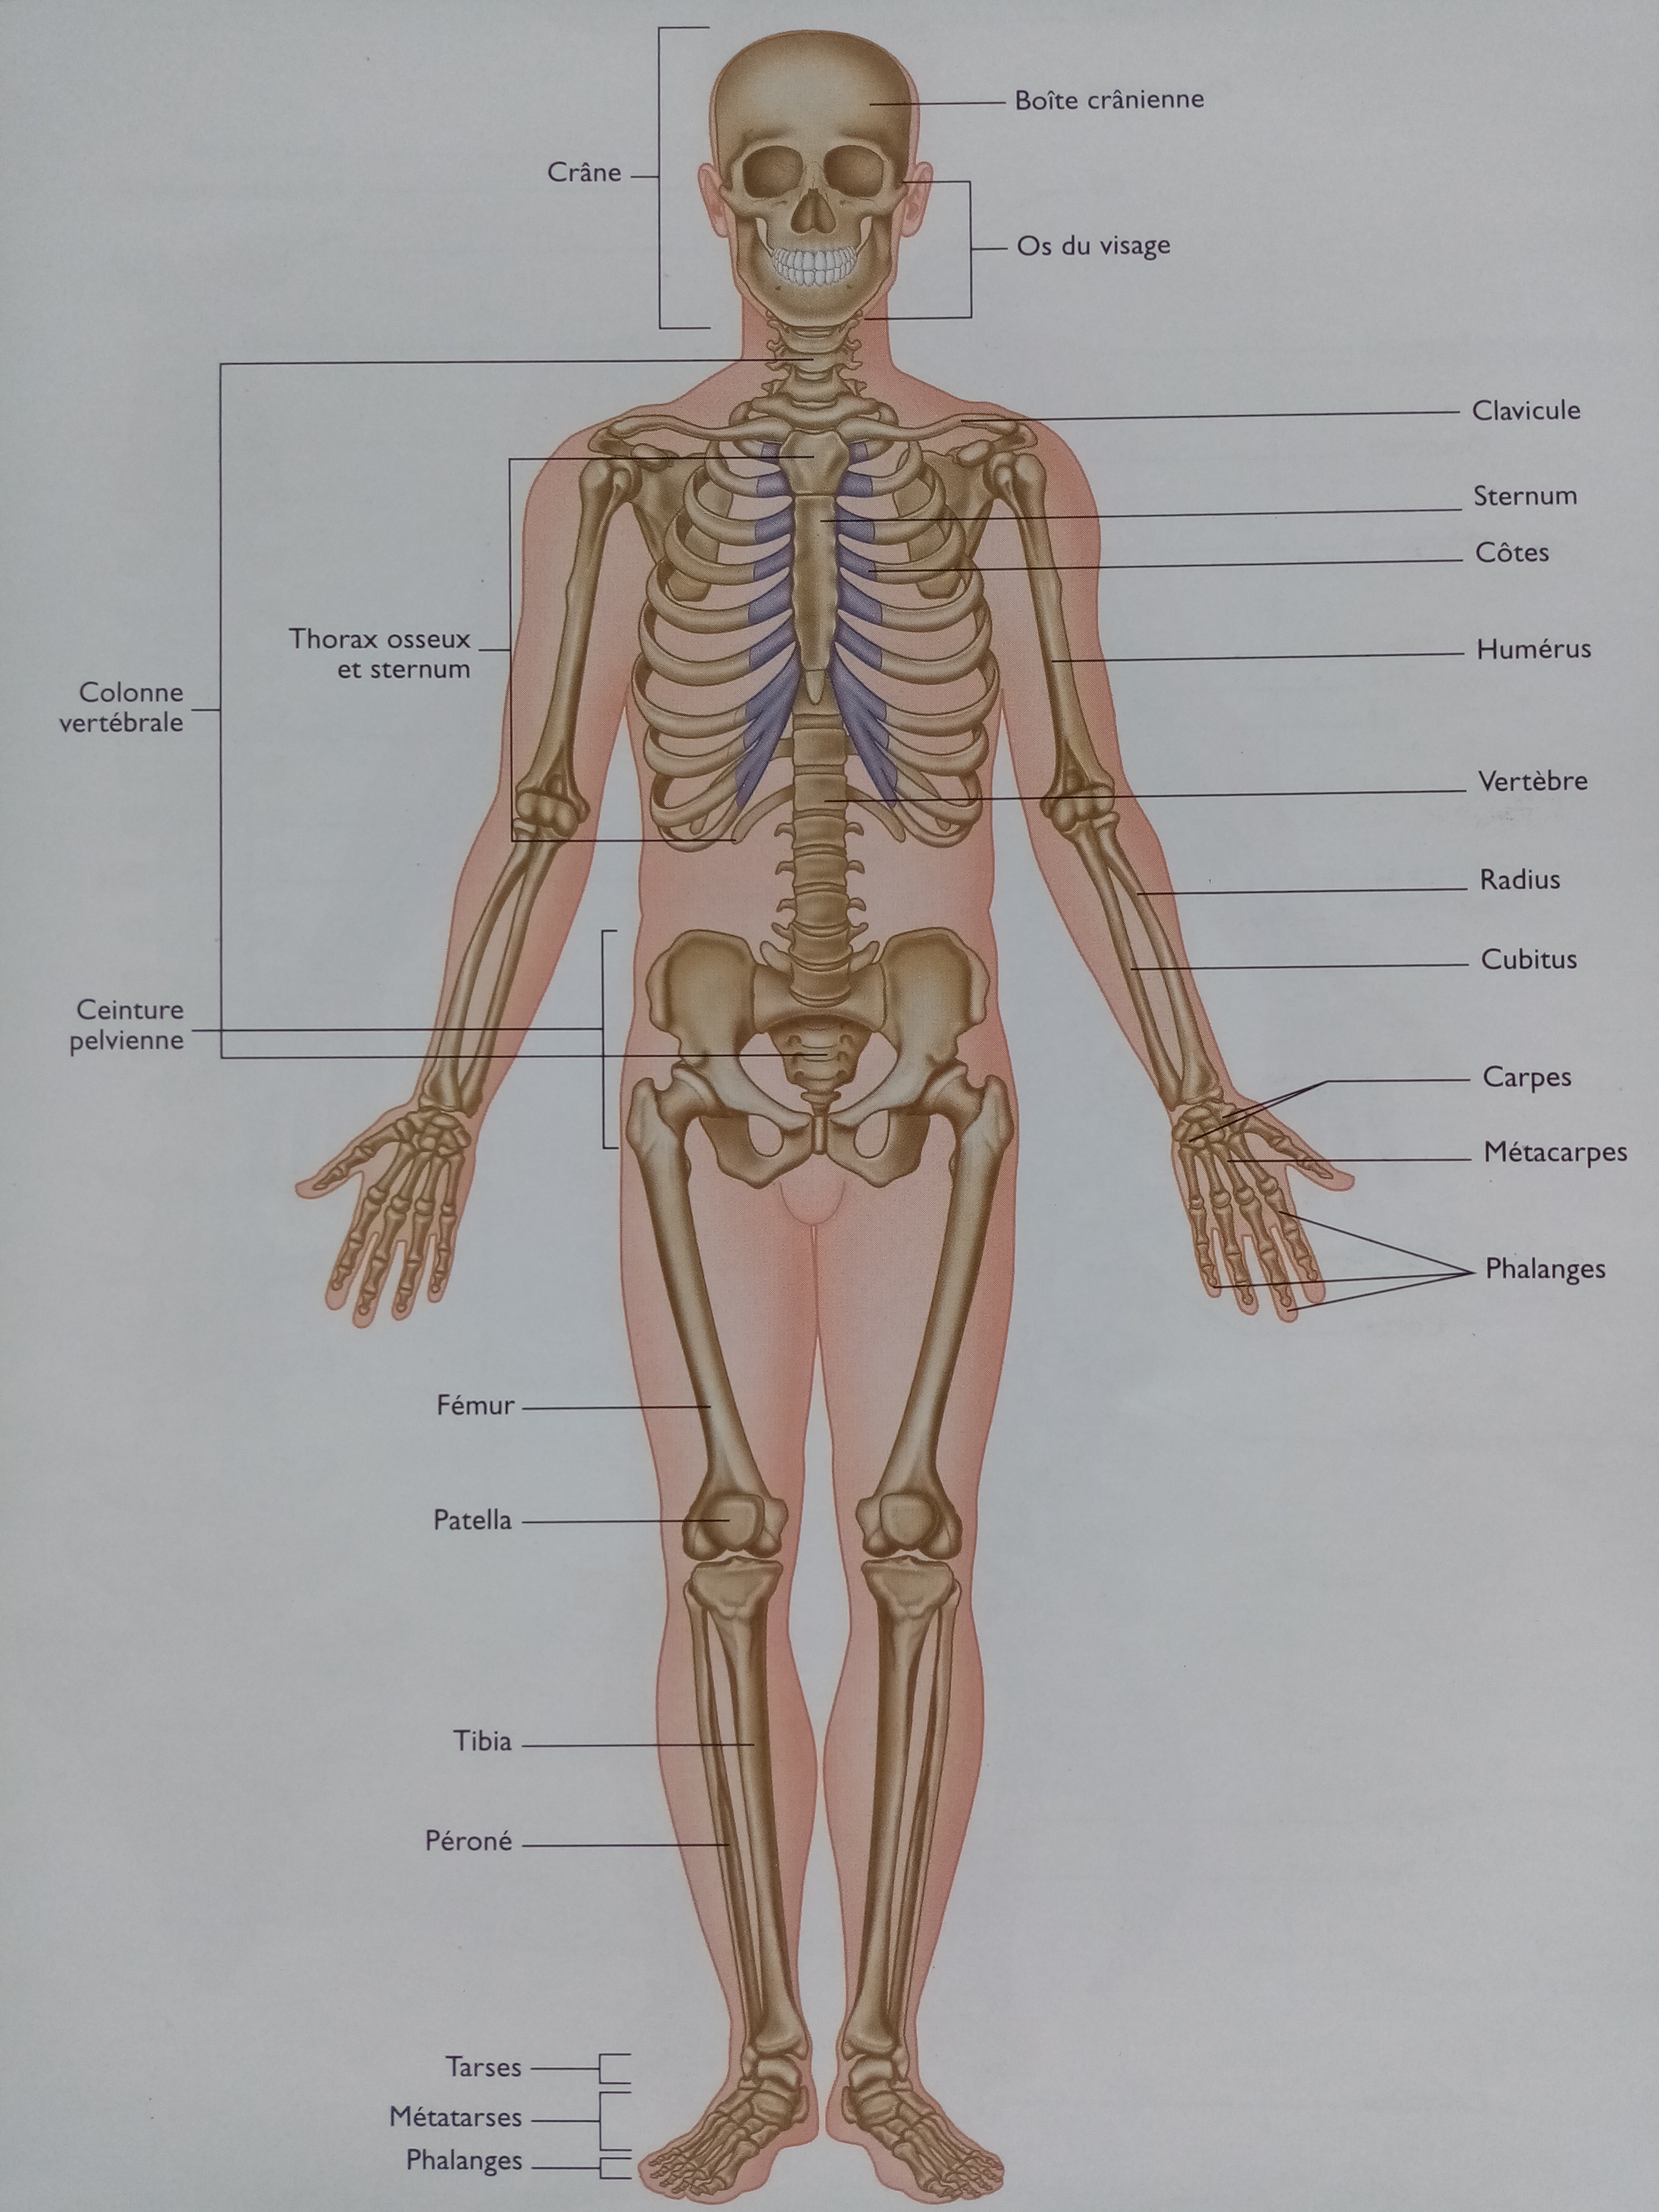 Boîte crânienne
Crâne
Os du visage
Clavicule
Sternum
Côtes
Thorax osseux
et sternum
Humérus
Colonne
vertébrale
Vertèbre
Radius
Cubitus
Ceinture
pelvienne
Carpes
Métacarpes
Phalanges
Fémur
Patella
Tibia
Péroné
Tarses
Métatarses
Phalanges